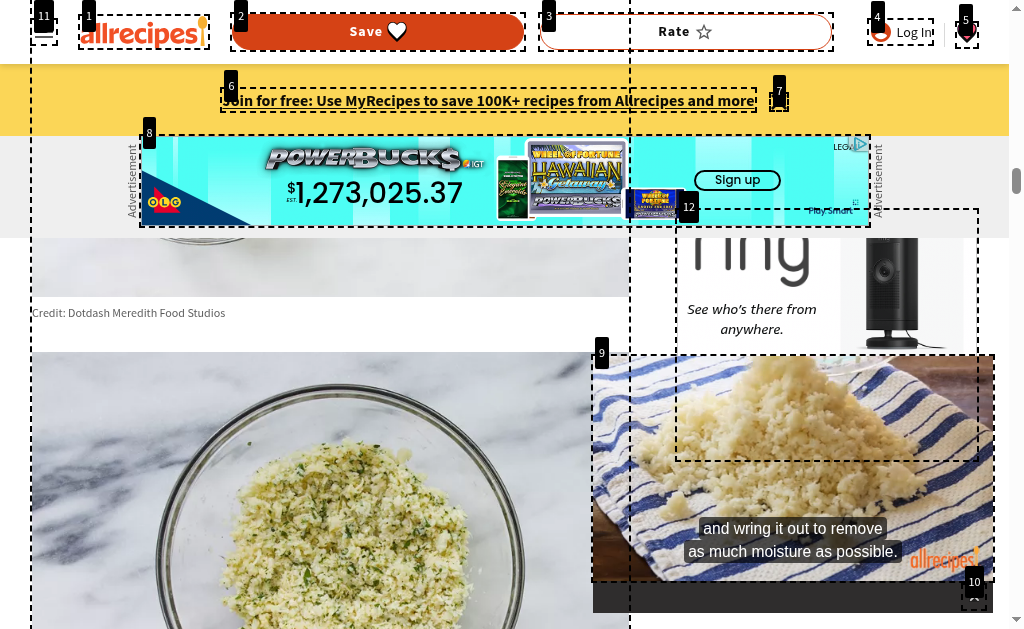 11
1
2
3
4
5
allrecipes
Save
Rate
Log In
6
7
Join for free: Use MyRecipes to save 100K+ recipes from Allrecipes and more
8
Advertisement
POWERBUCK$
IGT
$1,273,025.37
EST.
OLG
WHEEL OF FORTUNE
HAWAIIAN
Getaway
POWERBUCKS
Sign up
Play Smart
Advertisement
12
ring
See who's there from
anywhere.
Credit: Dotdash Meredith Food Studios
9
and wring it out to remove
as much moisture as possible.
allrecipes
10